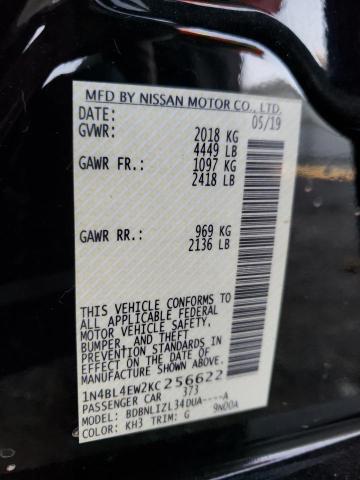 MFD BY NISSAN MOTOR CO., LTD.
DATE: 05/19
GVWR: 2018 KG
4449 LB
GAWR FR.: 1097 KG
2418 LB
GAWR RR.: 969 KG
2136 LB
THIS VEHICLE CONFORMS TO
ALL APPLICABLE FEDERAL
MOTOR VEHICLE SAFETY,
BUMPER, AND THEFT
PREVENTION STANDARDS IN
EFFECT ON THE DATE OF
MANUFACTURE SHOWN ABOVE.
1N4BL4EW2KC256622
PASSENGER CAR 373
MODEL: BDBNLIZL34DUA----A
COLOR: KH3 TRIM: G 9N00A